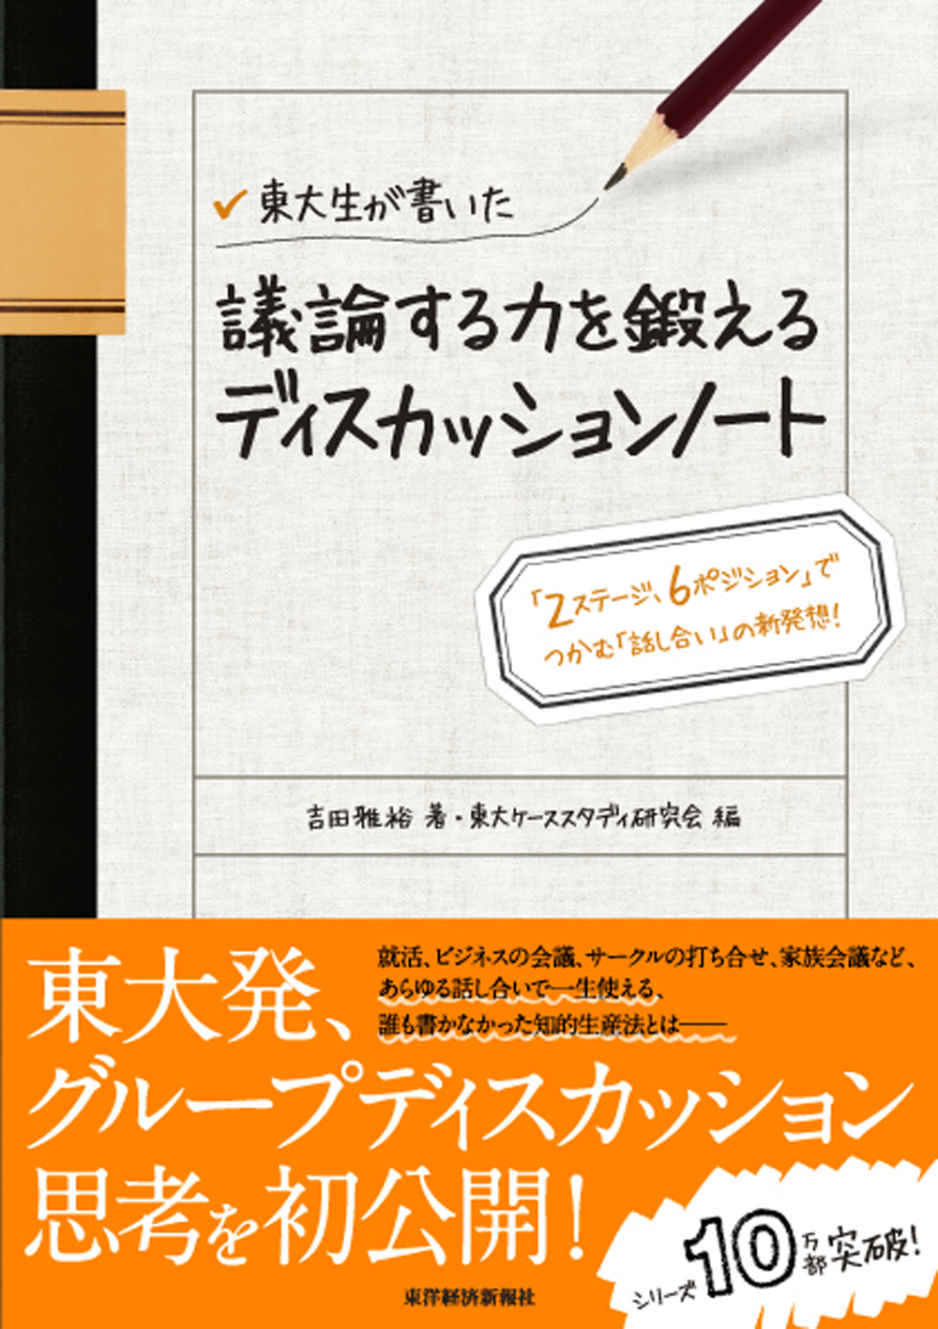 東大生が書いた
議論する力を鍛える
ディスカッションノート
「2ステージ、6ポジション」で
つかむ「話し合い」の新発想!
吉田雅裕 著・東大ケーススタディ研究会 編
東大発、
グループディスカッション
思考を初公開!
就活、ビジネスの会議、サークルの打ち合せ、家族会議など、
あらゆる話し合いで一生使える、
誰も書かなかった知的生産法とは――
シリーズ10万部突破!
東洋経済新報社